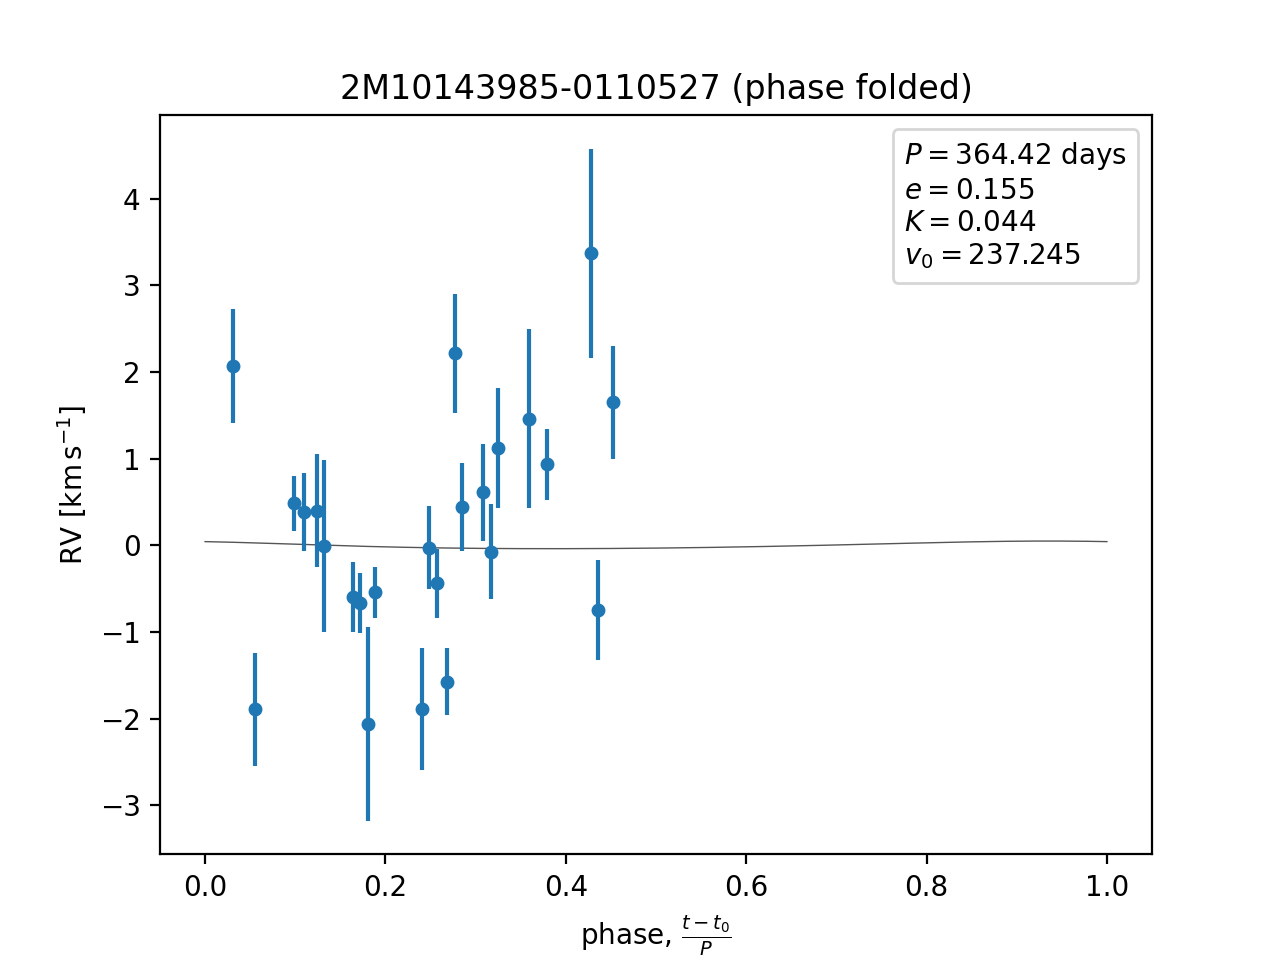 2M10143985-0110527 (phase folded)
P = 364.42 days
e = 0.155
K = 0.044
v₀ = 237.245
RV [km s⁻¹]
4
3
2
1
0
−1
−2
−3
0.0 0.2 0.4 0.6 0.8 1.0
phase, (t − t₀)/P